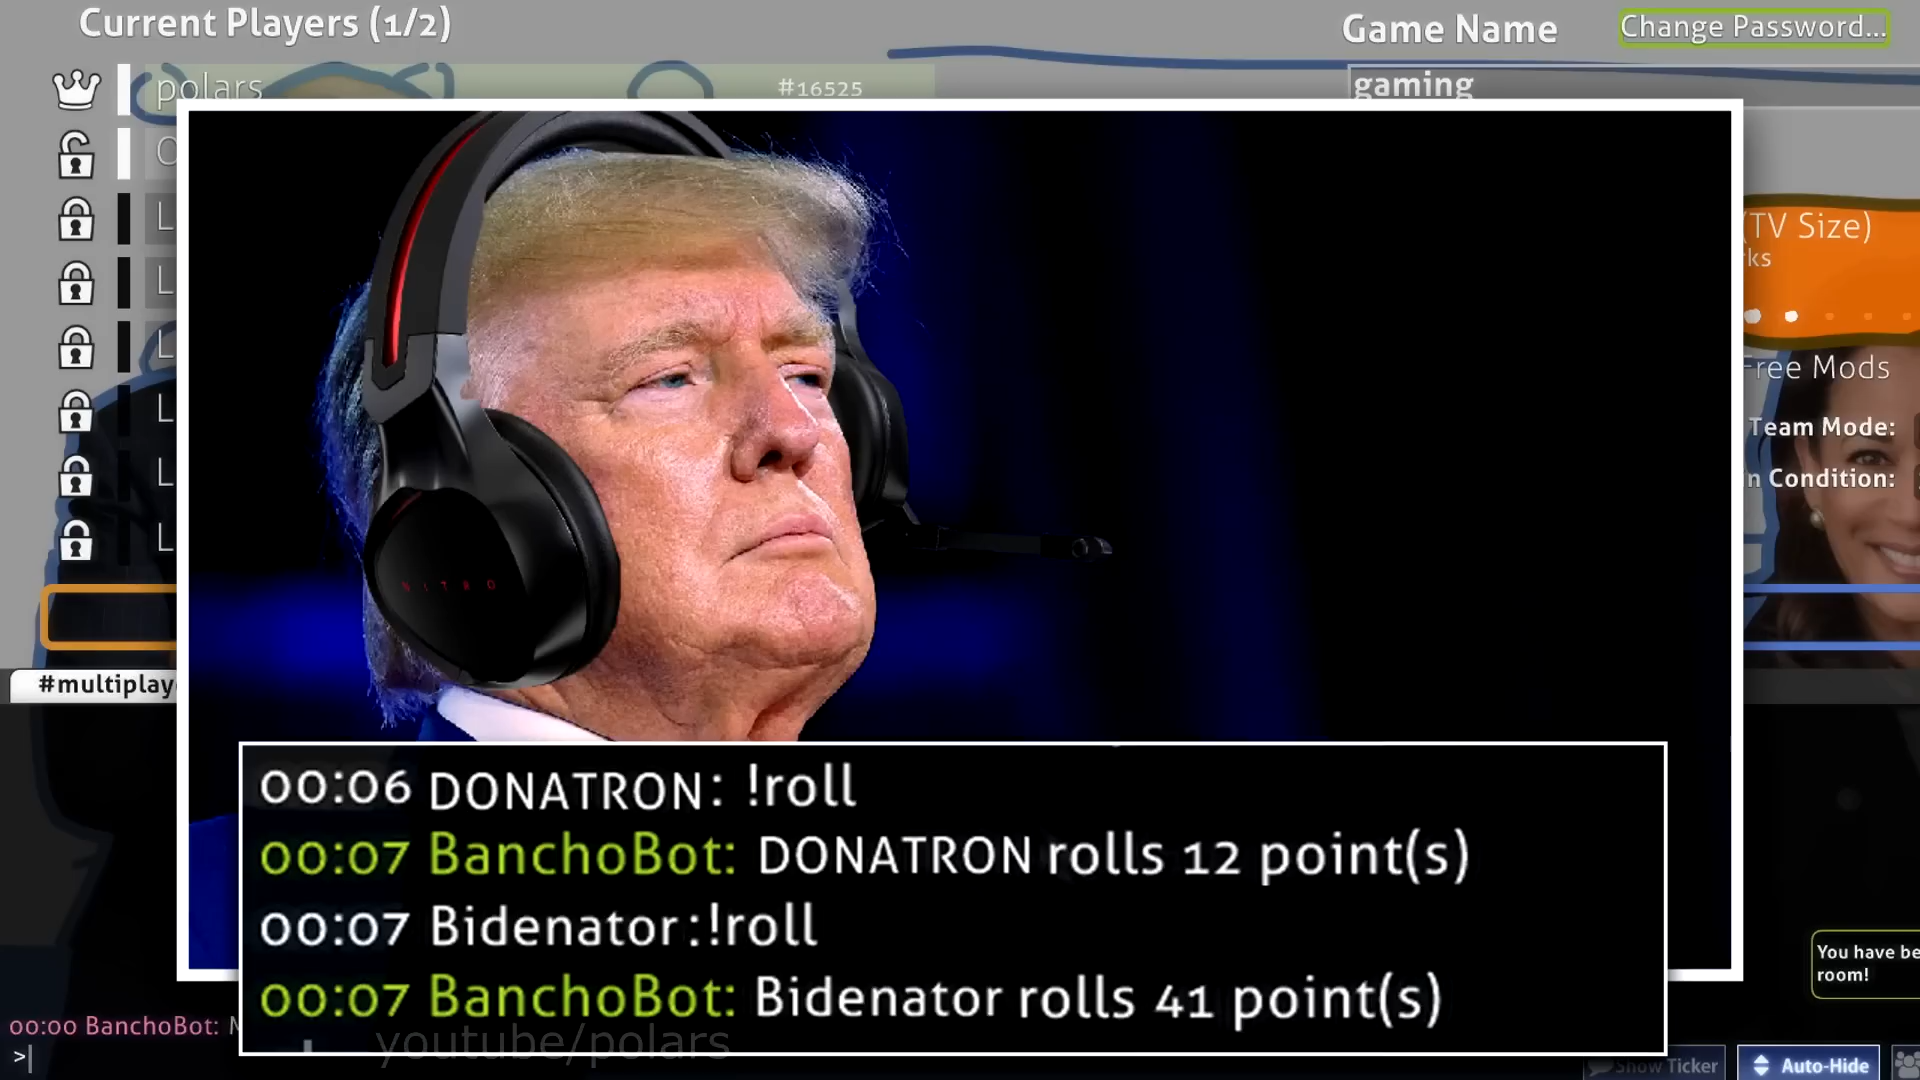 Current Players (1/2)
Game Name
Change Password...
polars
#16525
gaming
(TV Size)
Free Mods
Team Mode:
Condition:
NITRO
#multiplay
00:06 DONATRON: !roll
00:07 BanchoBot: DONATRON rolls 12 point(s)
00:07 Bidenator :!roll
00:07 BanchoBot: Bidenator rolls 41 point(s)
You have be
room!
00:00 BanchoBot:
youtube/polars
>|
Show Ticker
Auto-Hide